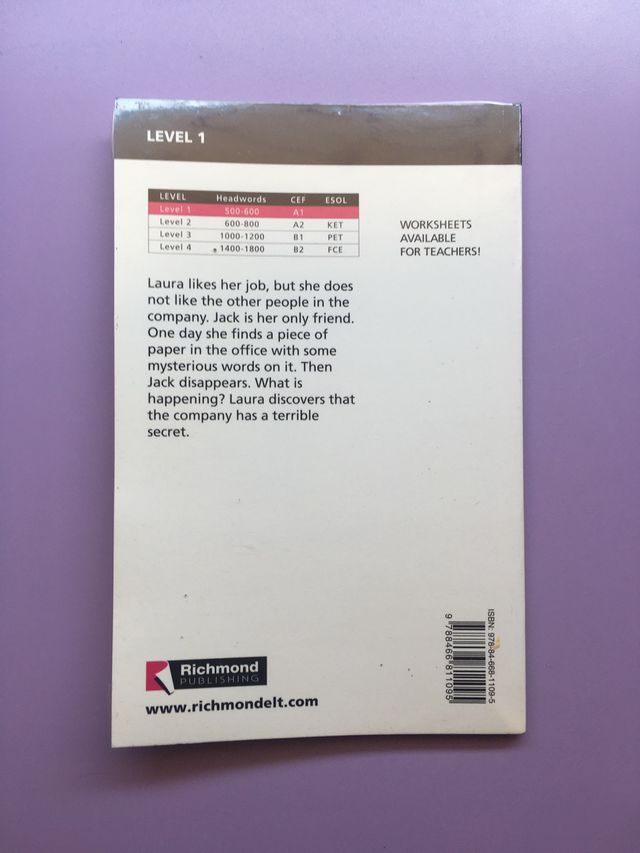 LEVEL 1
LEVEL Headwords CEF ESOL
Level 1 500-600 A1
Level 2 600-800 A2 KET
Level 3 1000-1200 B1 PET
Level 4 1400-1800 B2 FCE
WORKSHEETS
AVAILABLE
FOR TEACHERS!
Laura likes her job, but she does
not like the other people in the
company. Jack is her only friend.
One day she finds a piece of
paper in the office with some
mysterious words on it. Then
Jack disappears. What is
happening? Laura discovers that
the company has a terrible
secret.
Richmond
PUBLISHING
www.richmondelt.com
ISBN: 978-84-668-1109-5
9 788466 811095